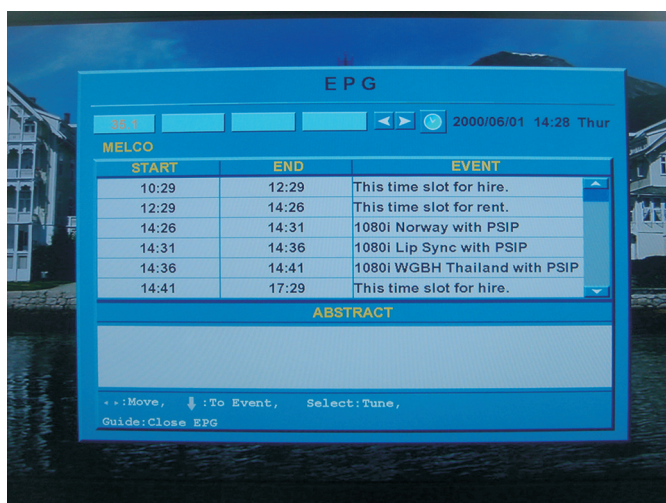 EPG
35.1
2000/06/01 14:28 Thur
MELCO
START END EVENT
10:29 12:29 This time slot for hire.
12:29 14:26 This time slot for rent.
14:26 14:31 1080i Norway with PSIP
14:31 14:36 1080i Lip Sync with PSIP
14:36 14:41 1080i WGBH Thailand with PSIP
14:41 17:29 This time slot for hire.
ABSTRACT
:Move, :To Event, Select:Tune,
Guide:Close EPG